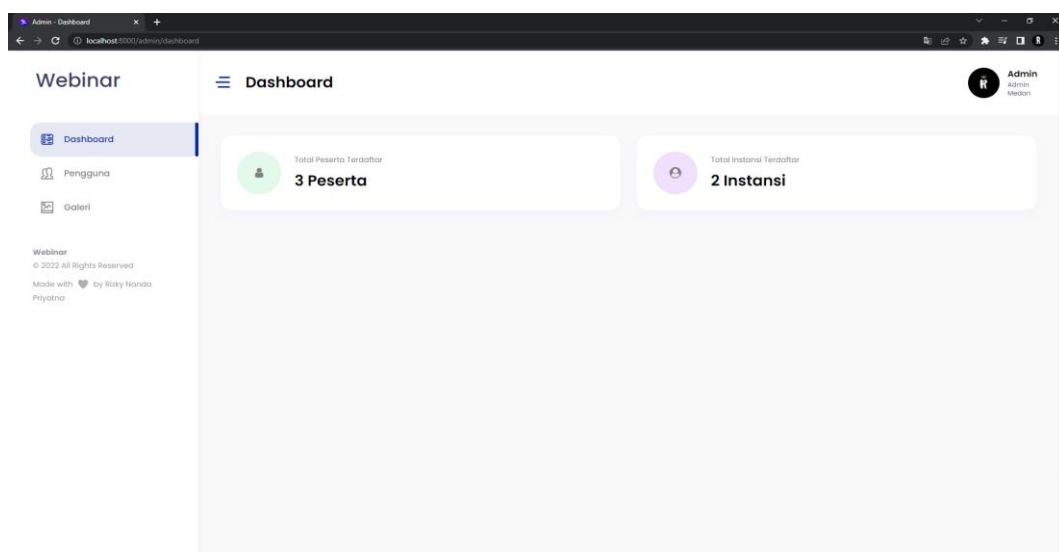 Admin - Dashboard
localhost:8000/admin/dashboard
R
Webinar
Dashboard
Admin
Admin
Medan
Dashboard
Pengguna
Galeri
Total Peserta Terdaftar
3 Peserta
Total Instansi Terdaftar
2 Instansi
Webinar
© 2022 All Rights Reserved
Made with by Rizky Nanda
Priyatna